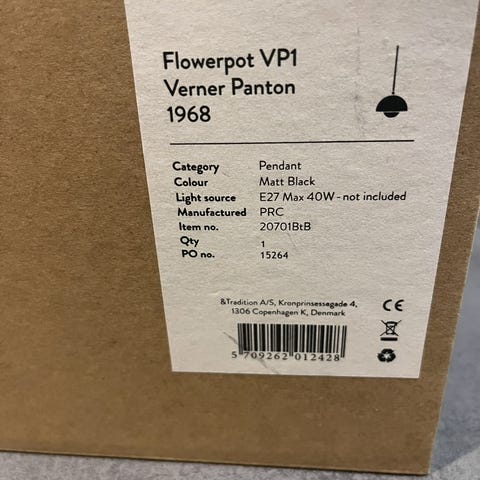 Flowerpot VP1
Verner Panton
1968
Category Pendant
Colour Matt Black
Light source E27 Max 40W - not included
Manufactured PRC
Item no. 20701BtB
Qty 1
PO no. 15264
&Tradition A/S, Kronprinsessegade 4,
1306 Copenhagen K, Denmark
CE
5 709262 012428